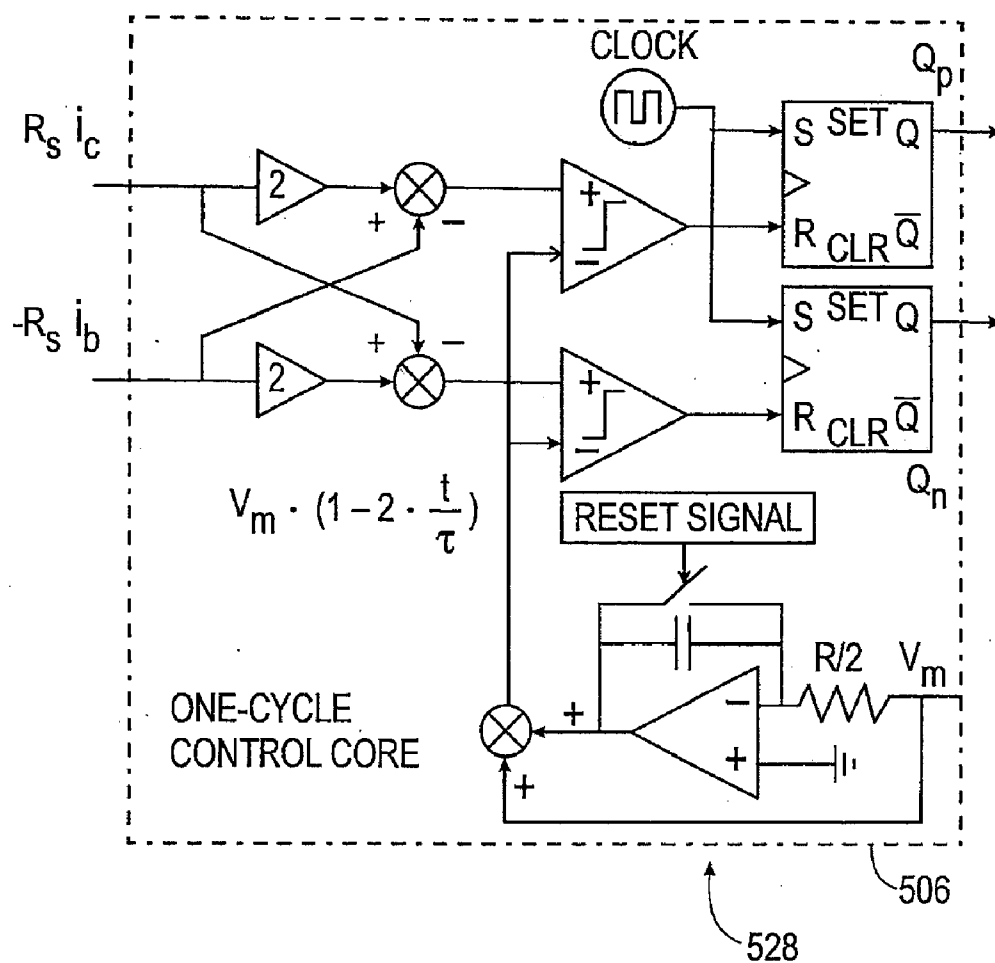 CLOCK
Qp
Rs ic
2
+
−
+
−
S SET Q
R CLR Q̅
-Rs ib
2
+
−
+
−
S SET Q
R CLR Q̅
Qn
Vm · (1 − 2 · t/τ)
RESET SIGNAL
R/2
Vm
ONE-CYCLE
CONTROL CORE
+
+
−
+
506
528